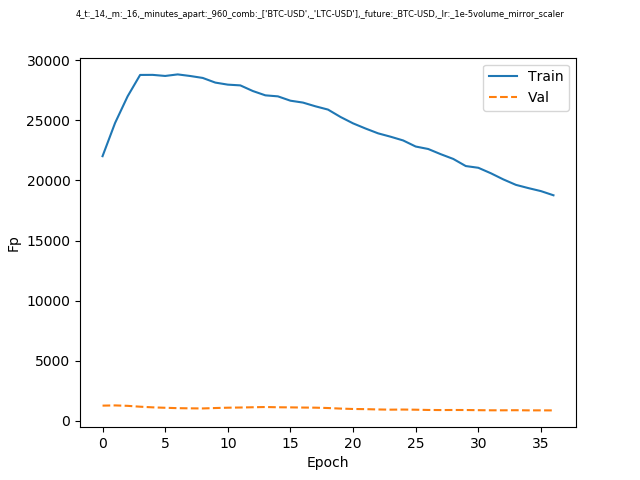 4_t:_14,_m:_16,_minutes_apart:_960_comb:_['BTC-USD',_'LTC-USD'],_future:_BTC-USD,_lr:_1e-5volume_mirror_scaler
30000
25000
20000
15000
10000
5000
0
Fp
Train
Val
0 5 10 15 20 25 30 35
Epoch